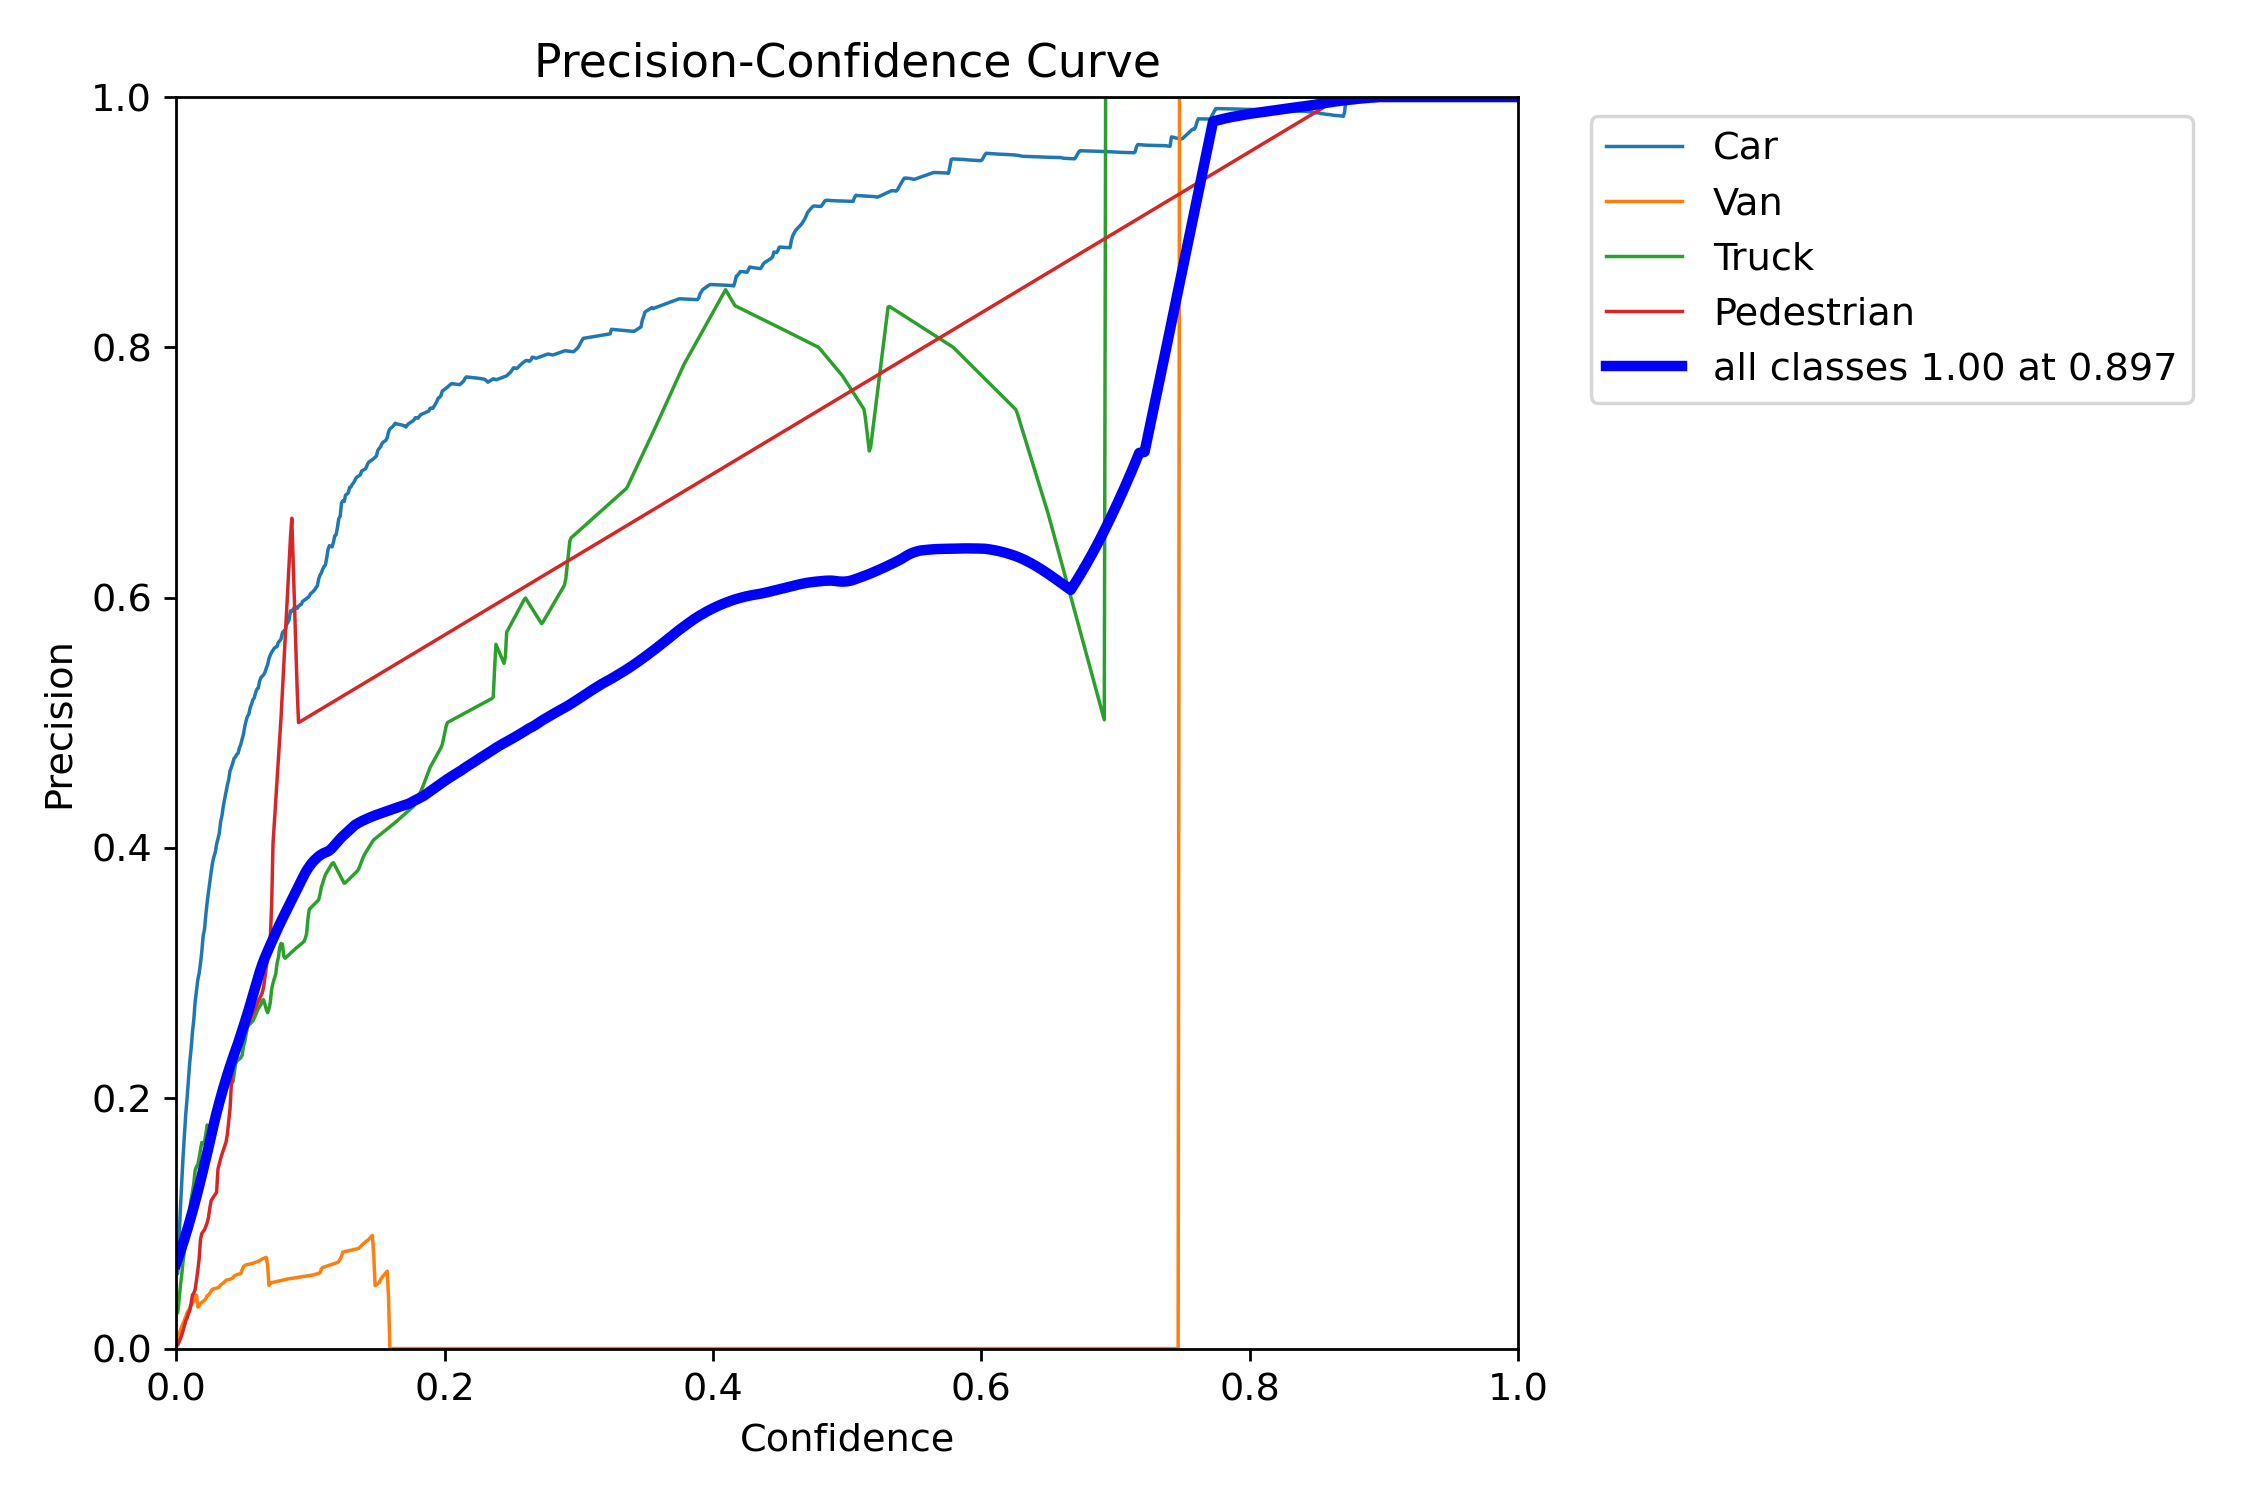 Precision-Confidence Curve
1.0
0.8
0.6
0.4
0.2
0.0
Precision
0.0 0.2 0.4 0.6 0.8 1.0
Confidence
Car
Van
Truck
Pedestrian
all classes 1.00 at 0.897